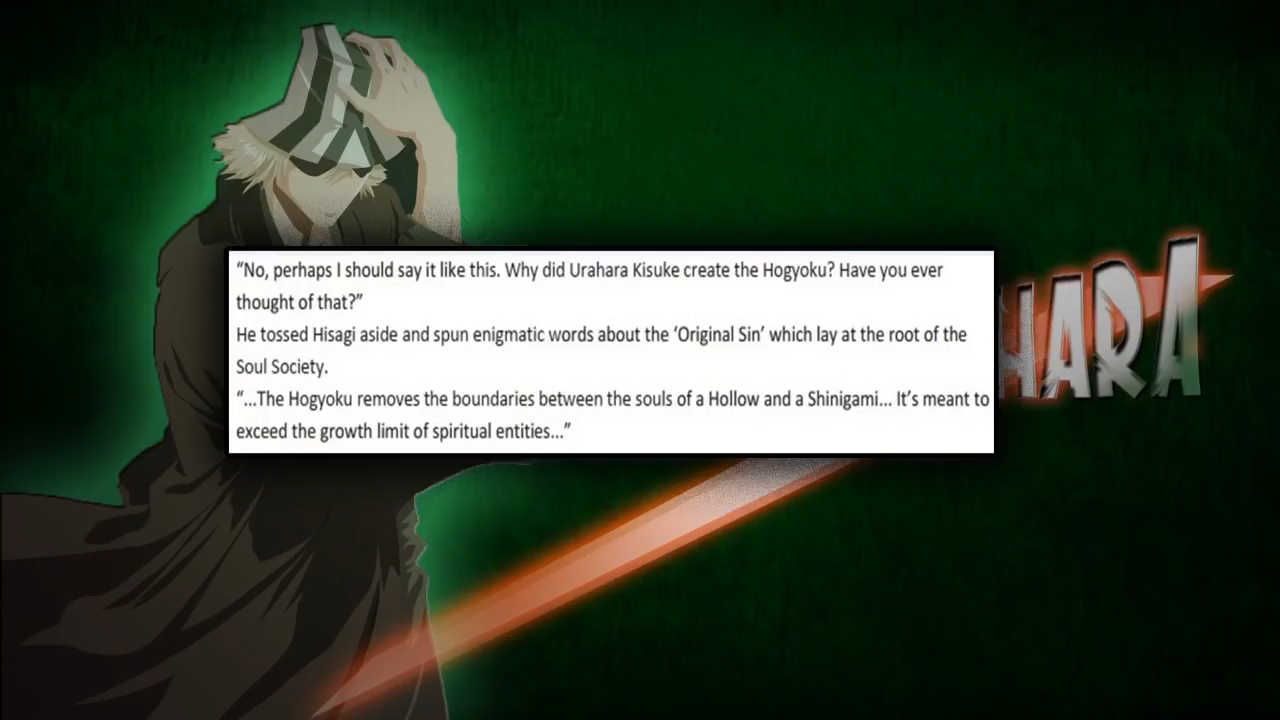 “No, perhaps I should say it like this. Why did Urahara Kisuke create the Hogyoku? Have you ever
thought of that?”
He tossed Hisagi aside and spun enigmatic words about the ‘Original Sin’ which lay at the root of the
Soul Society.
“...The Hogyoku removes the boundaries between the souls of a Hollow and a Shinigami... It’s meant to
exceed the growth limit of spiritual entities...”
HARA